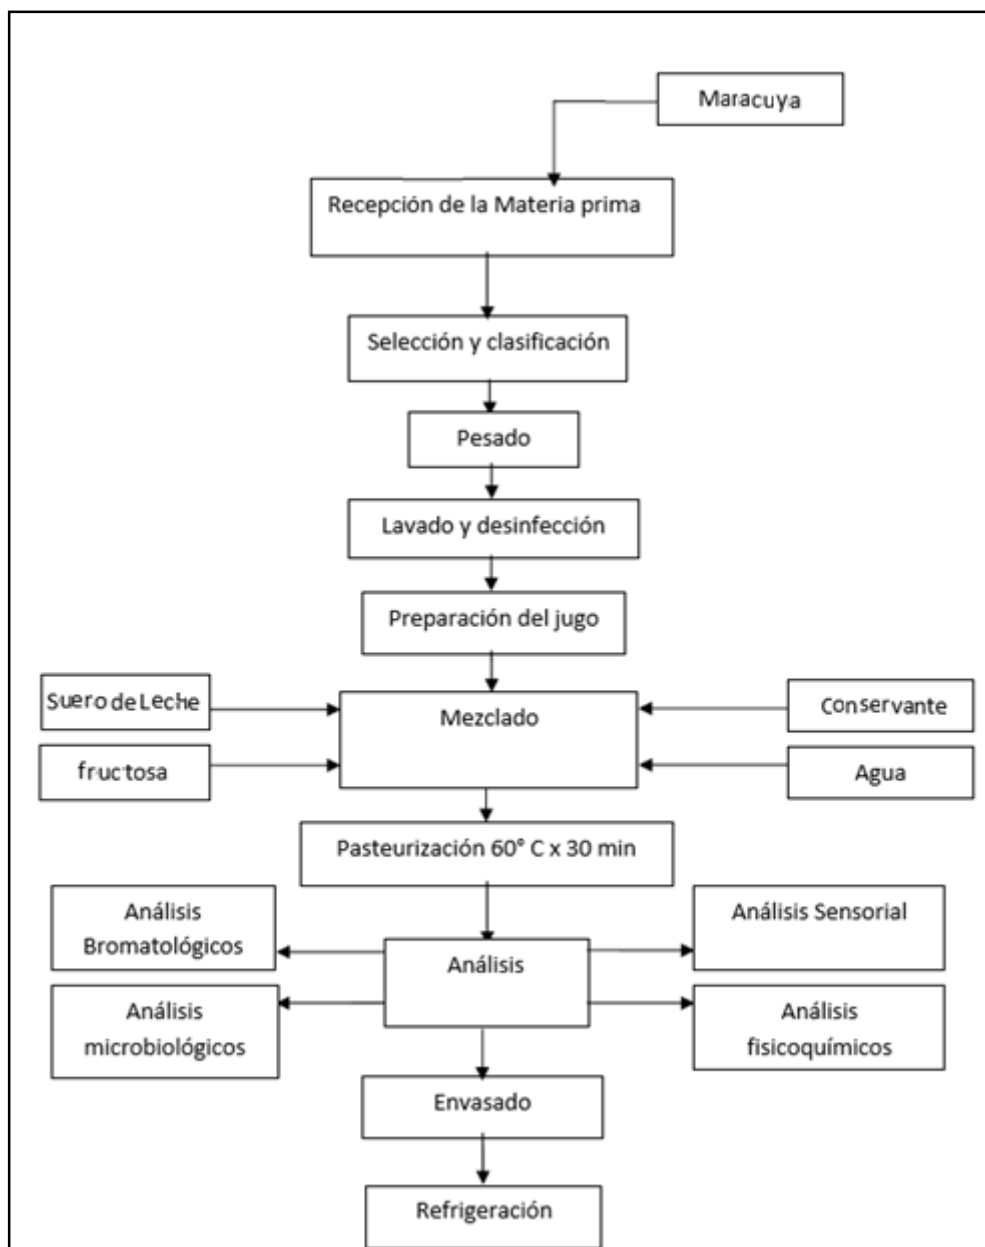 Maracuya
Recepción de la Materia prima
Selección y clasificación
Pesado
Lavado y desinfección
Preparación del jugo
Suero de Leche
Mezclado
Conservante
fructosa
Agua
Pasteurización 60° C x 30 min
Análisis
Bromatológicos
Análisis Sensorial
Análisis
Análisis
microbiológicos
Análisis
fisicoquímicos
Envasado
Refrigeración